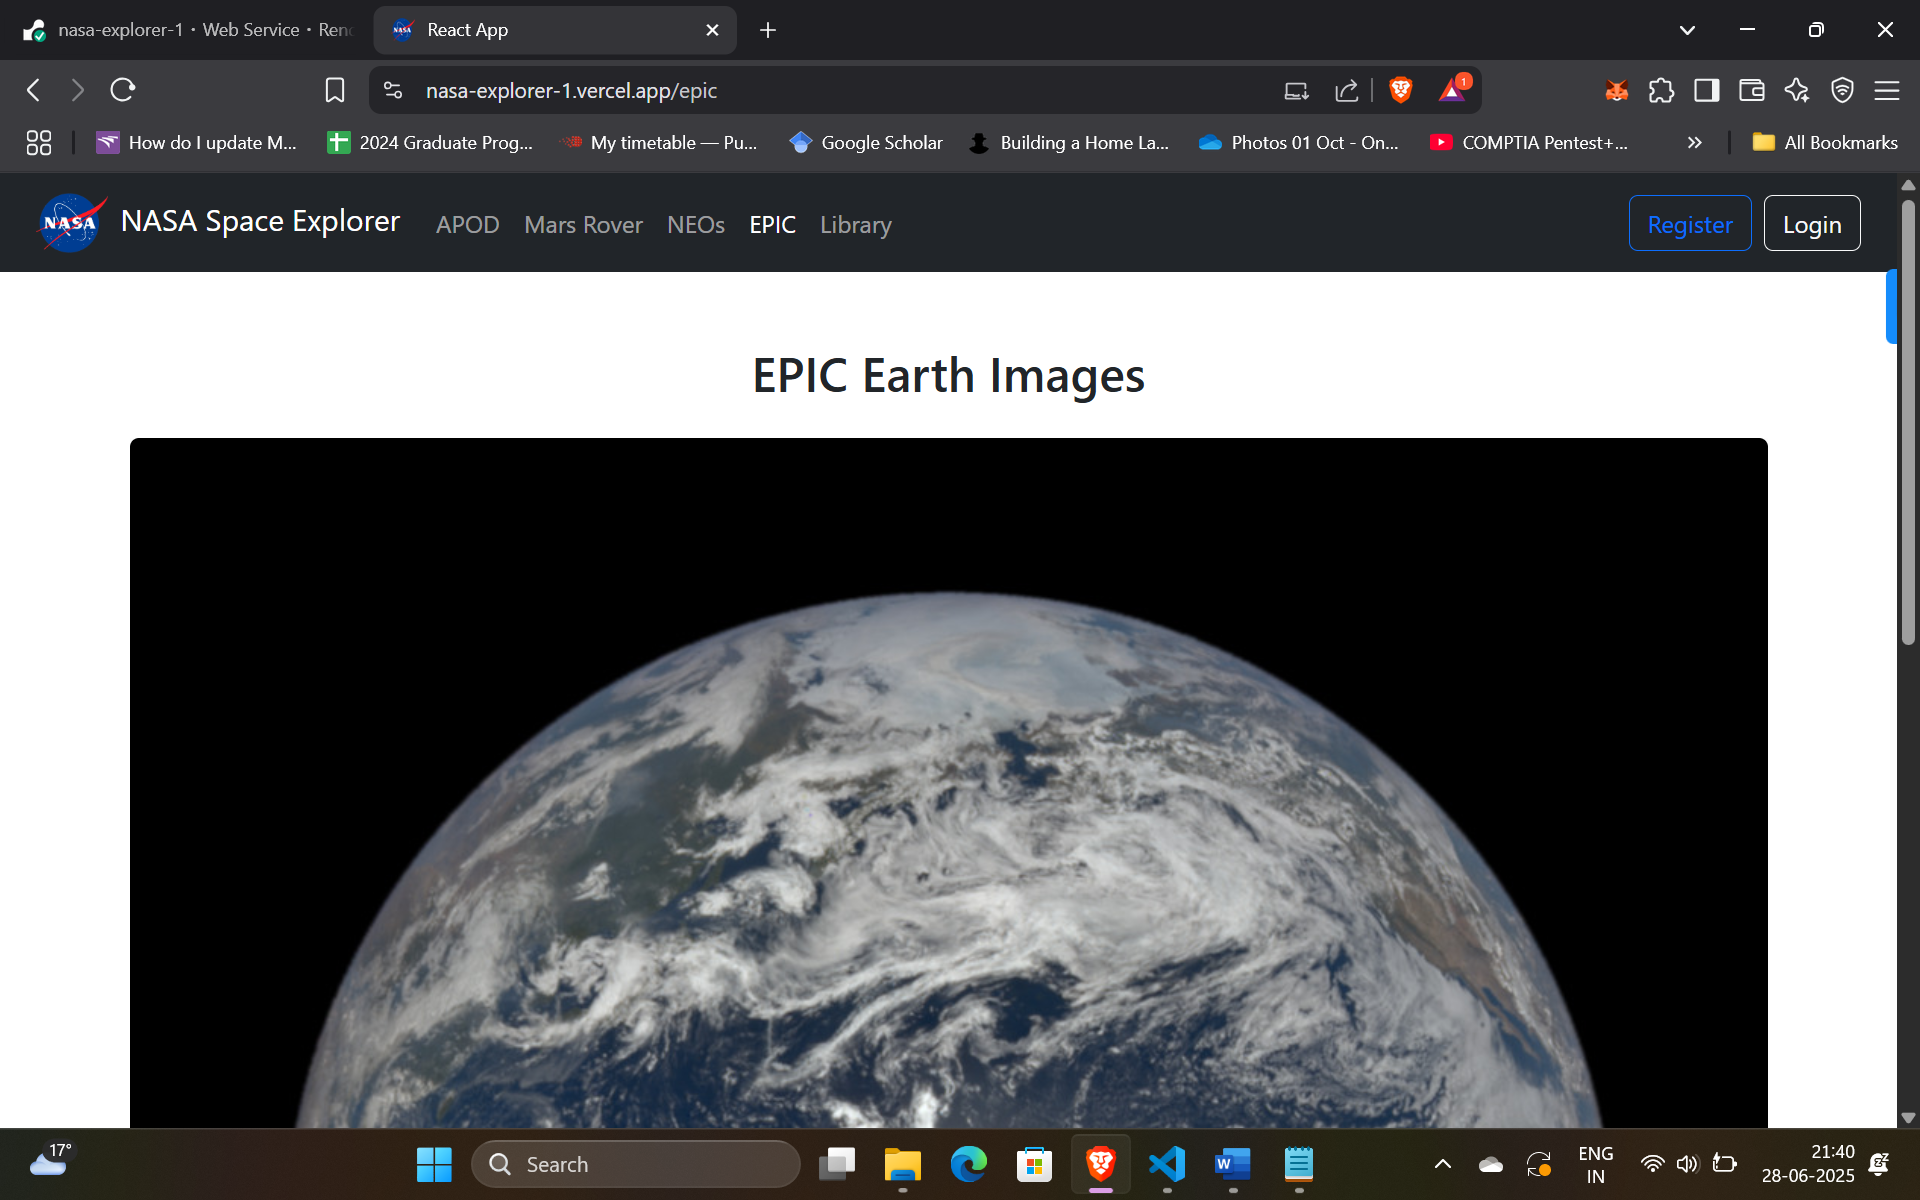 nasa-explorer-1 · Web Service · Ren
React App
nasa-explorer-1.vercel.app/epic
1
How do I update M...
2024 Graduate Prog...
My timetable — Pu...
Google Scholar
Building a Home La...
Photos 01 Oct - On...
COMPTIA Pentest+...
All Bookmarks
NASA
NASA Space Explorer
APOD
Mars Rover
NEOs
EPIC
Library
Register
Login
EPIC Earth Images
17°
Search
ENG
IN
21:40
28-06-2025